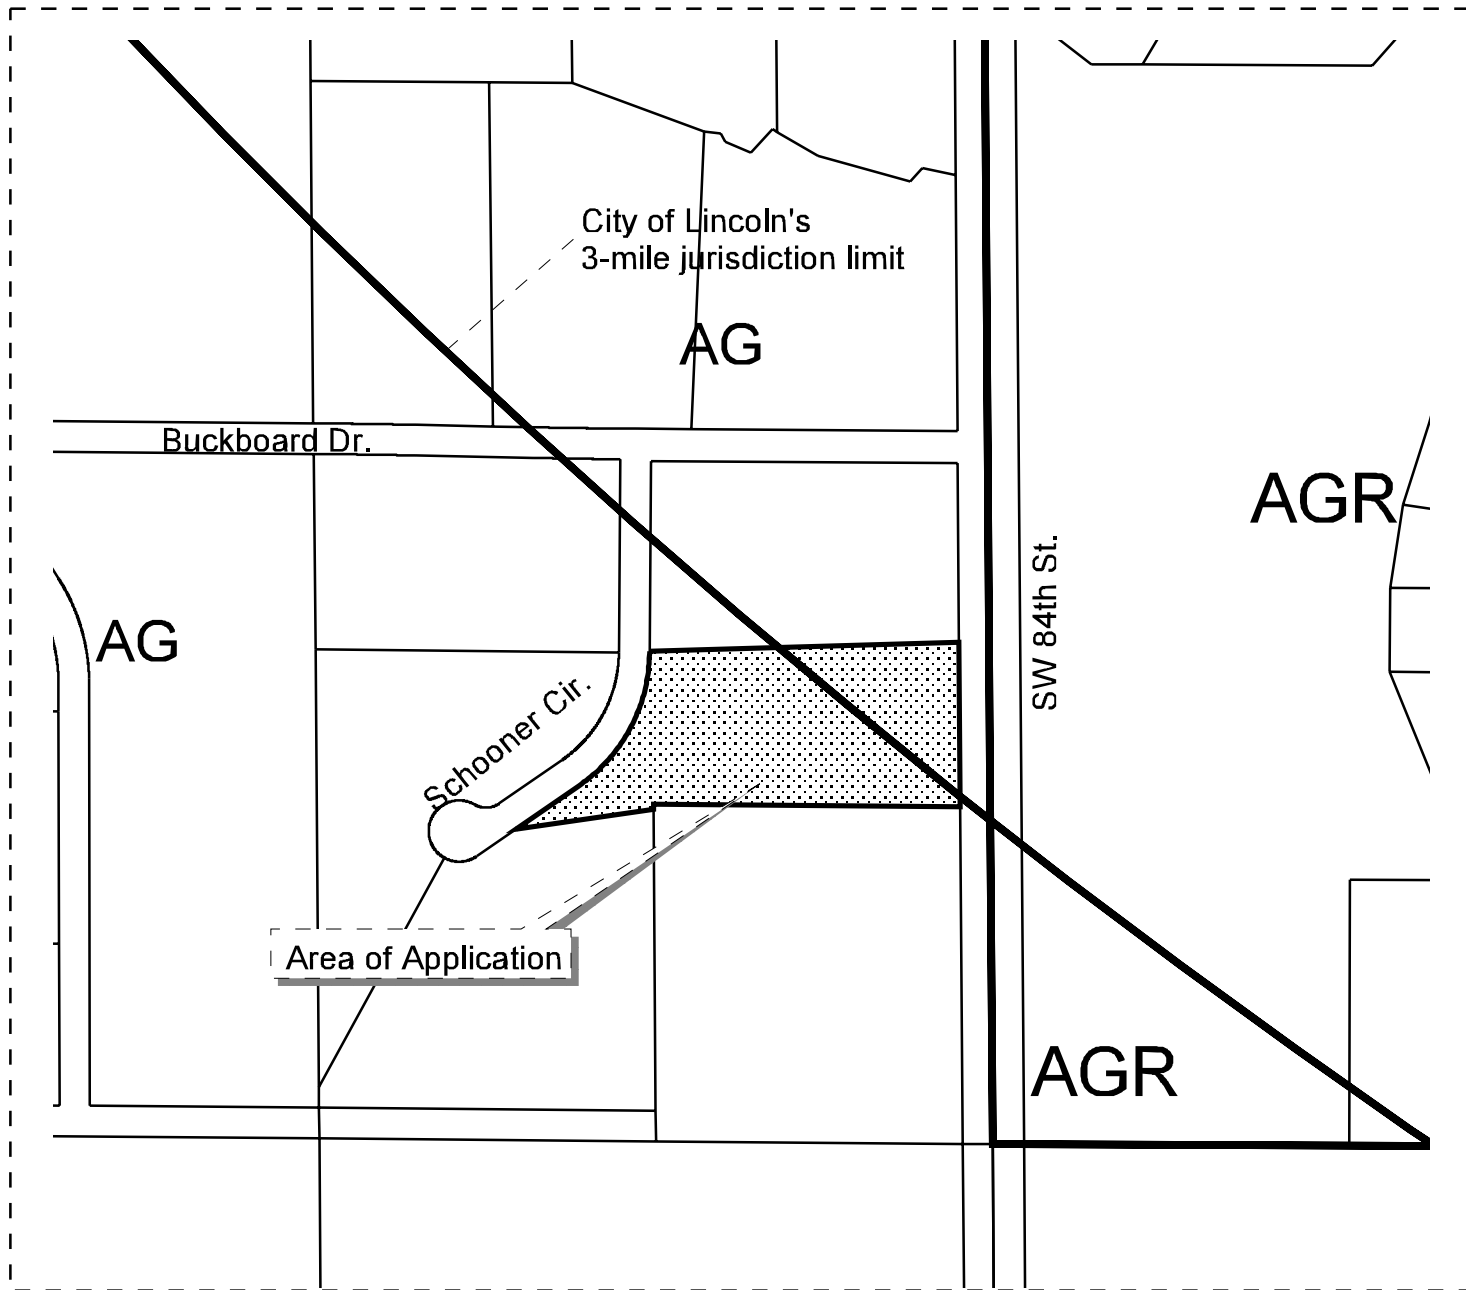 City of Lincoln's
3-mile jurisdiction limit
AG
Buckboard Dr.
AGR
SW 84th St.
AG
Schooner Cir.
Area of Application
AGR